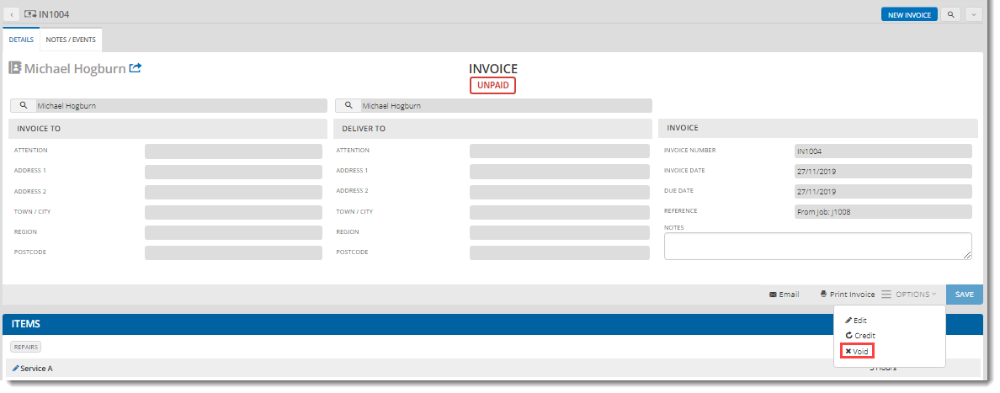 IN1004
NEW INVOICE
DETAILS NOTES / EVENTS
Michael Hogburn
INVOICE
UNPAID
Michael Hogburn Michael Hogburn
INVOICE TO DELIVER TO INVOICE
ATTENTION ATTENTION INVOICE NUMBER IN1004
ADDRESS 1 ADDRESS 1 INVOICE DATE 27/11/2019
ADDRESS 2 ADDRESS 2 DUE DATE 27/11/2019
TOWN / CITY TOWN / CITY REFERENCE From Job: J1008
REGION REGION NOTES
POSTCODE POSTCODE
Email Print Invoice OPTIONS SAVE
ITEMS
Edit
REPAIRS
Credit
Void
Service A
Hours